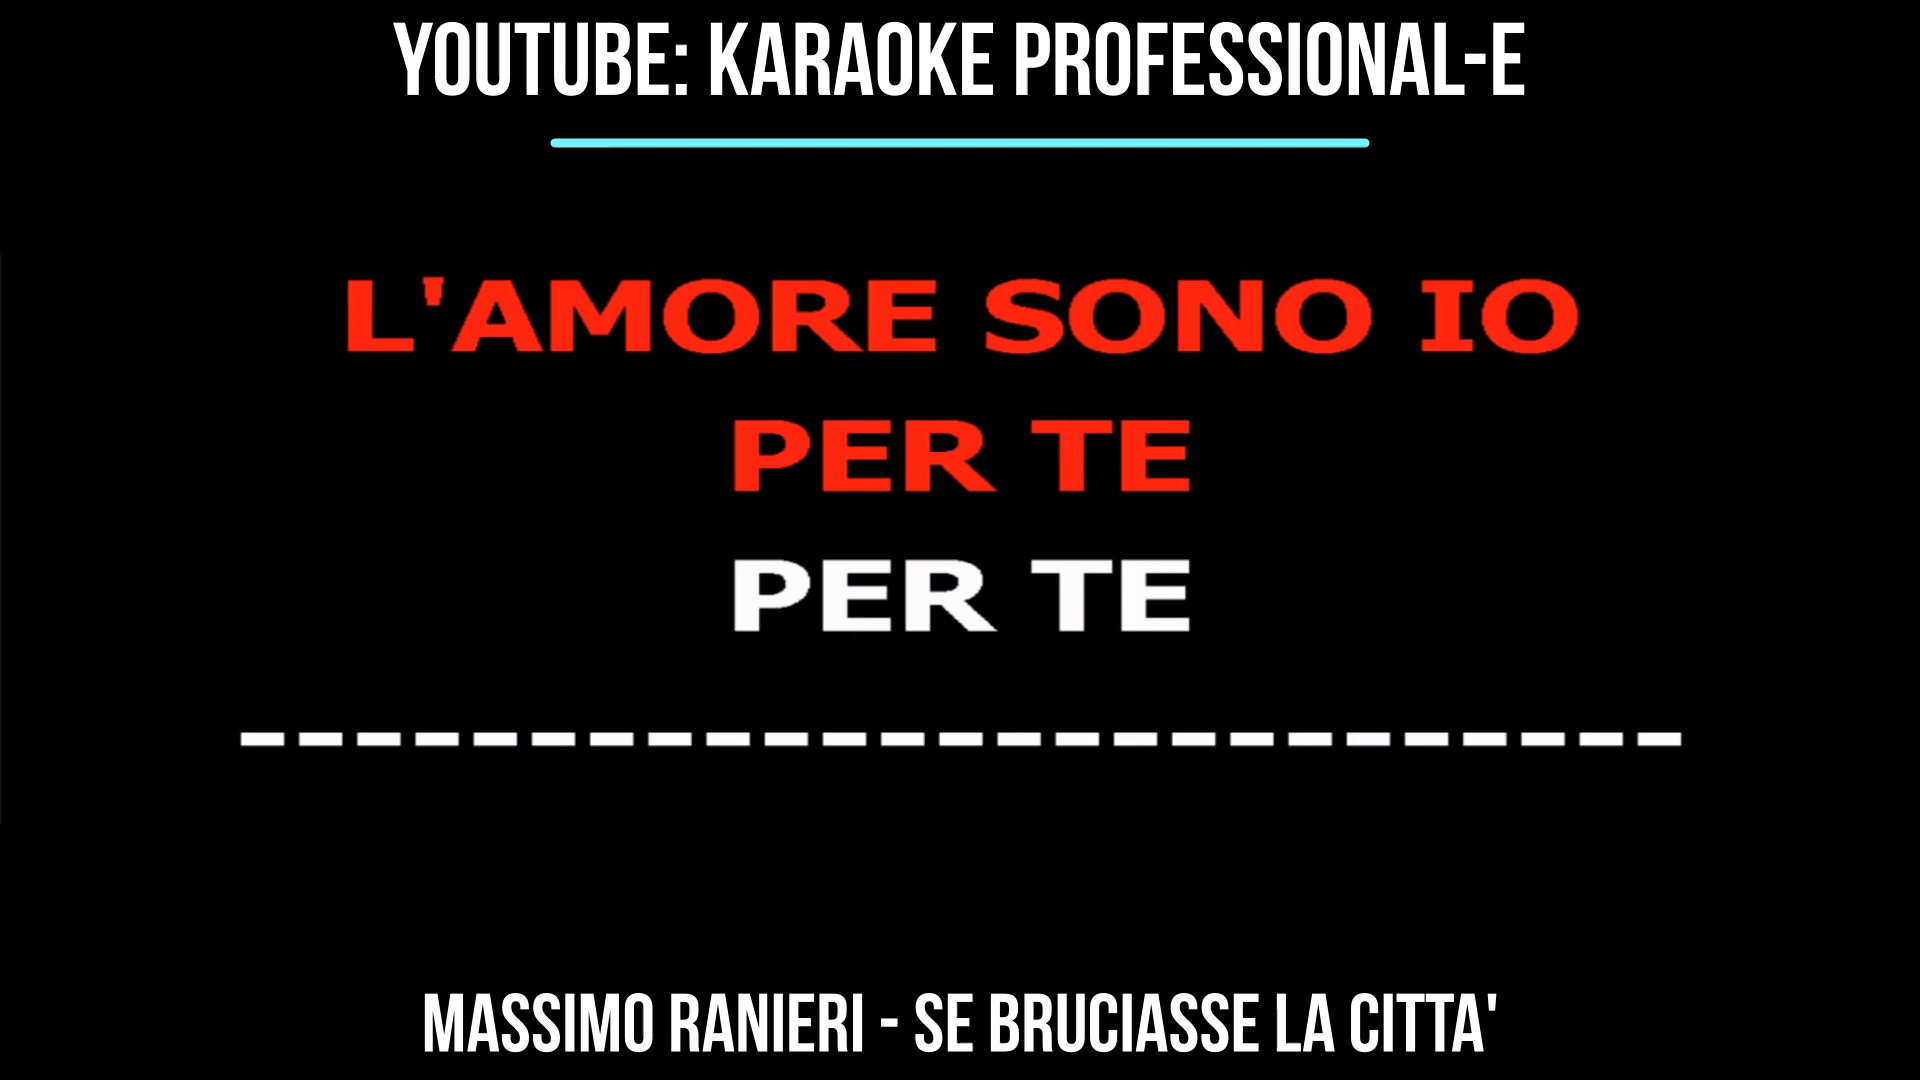 YOUTUBE: KARAOKE PROFESSIONAL-E
L'AMORE SONO IO
PER TE
PER TE
MASSIMO RANIERI - SE BRUCIASSE LA CITTA'